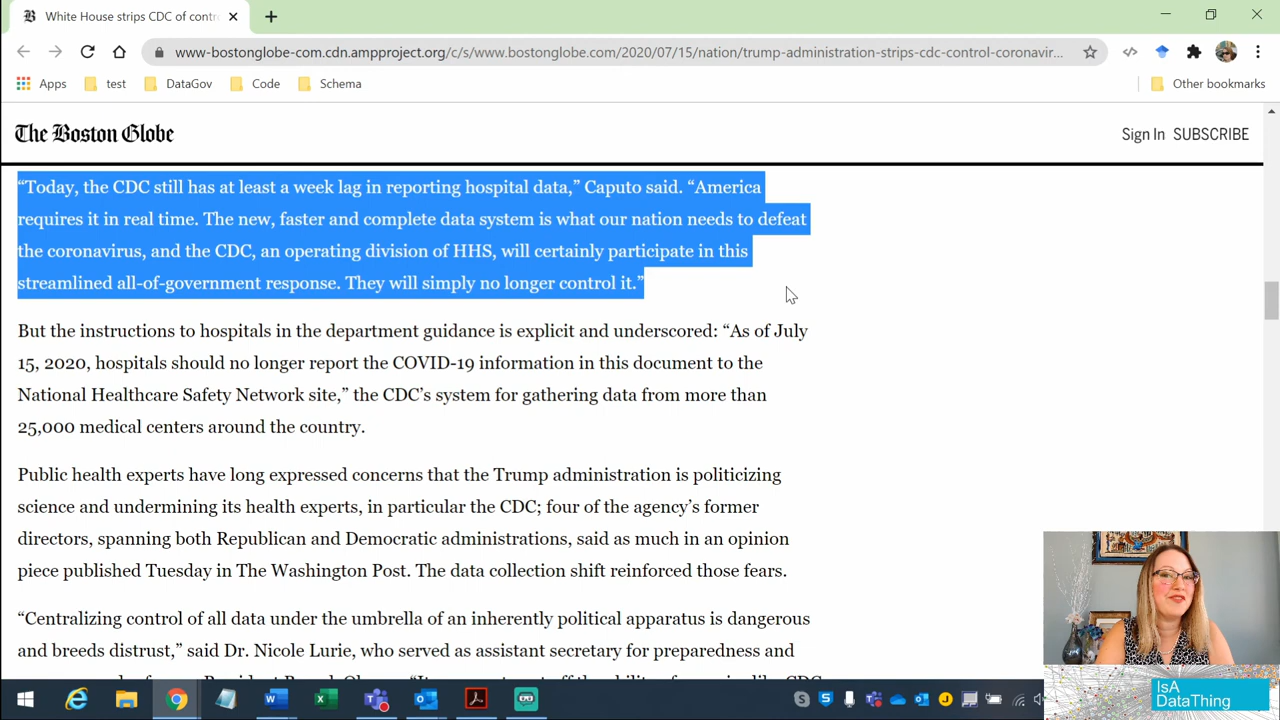 White House strips CDC of contr
www-bostonglobe-com.cdn.ampproject.org/c/s/www.bostonglobe.com/2020/07/15/nation/trump-administration-strips-cdc-control-coronavir...
Apps test DataGov Code Schema Other bookmarks
The Boston Globe
Sign In SUBSCRIBE
“Today, the CDC still has at least a week lag in reporting hospital data,” Caputo said. “America
requires it in real time. The new, faster and complete data system is what our nation needs to defeat
the coronavirus, and the CDC, an operating division of HHS, will certainly participate in this
streamlined all-of-government response. They will simply no longer control it.”
But the instructions to hospitals in the department guidance is explicit and underscored: “As of July
15, 2020, hospitals should no longer report the COVID-19 information in this document to the
National Healthcare Safety Network site,” the CDC’s system for gathering data from more than
25,000 medical centers around the country.
Public health experts have long expressed concerns that the Trump administration is politicizing
science and undermining its health experts, in particular the CDC; four of the agency’s former
directors, spanning both Republican and Democratic administrations, said as much in an opinion
piece published Tuesday in The Washington Post. The data collection shift reinforced those fears.
“Centralizing control of all data under the umbrella of an inherently political apparatus is dangerous
and breeds distrust,” said Dr. Nicole Lurie, who served as assistant secretary for preparedness and
IsA
DataThing